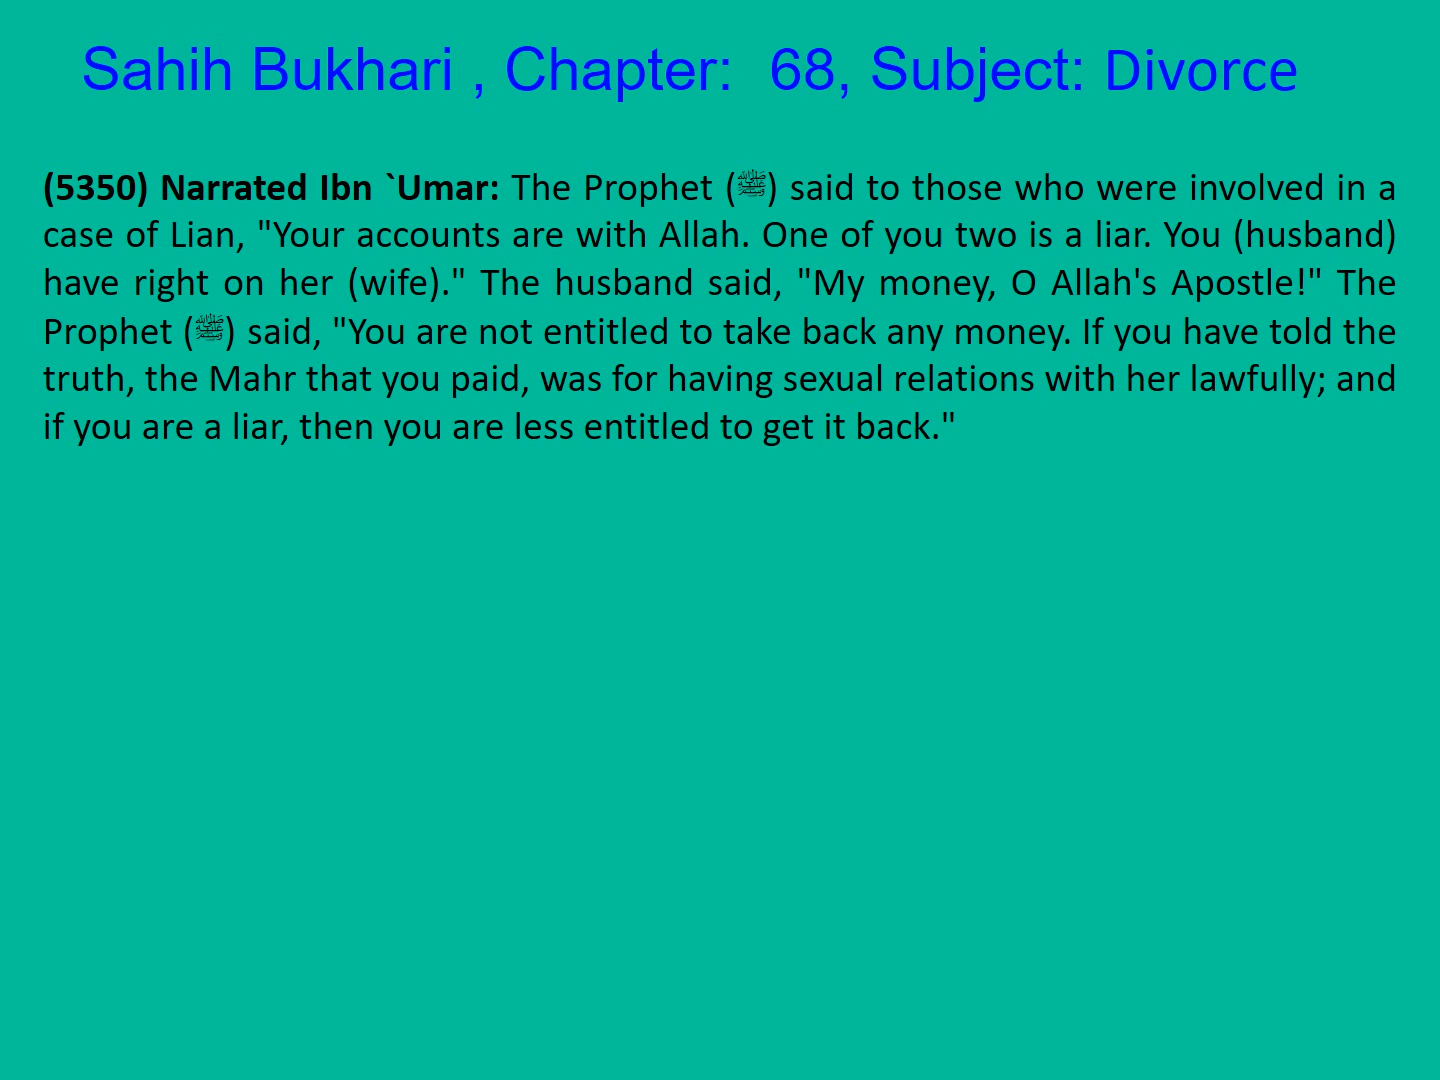 Sahih Bukhari , Chapter:  68, Subject: Divorce
(5350) Narrated Ibn `Umar: The Prophet (ﷺ) said to those who were involved in a
case of Lian, "Your accounts are with Allah. One of you two is a liar. You (husband)
have right on her (wife)." The husband said, "My money, O Allah's Apostle!" The
Prophet (ﷺ) said, "You are not entitled to take back any money. If you have told the
truth, the Mahr that you paid, was for having sexual relations with her lawfully; and
if you are a liar, then you are less entitled to get it back."